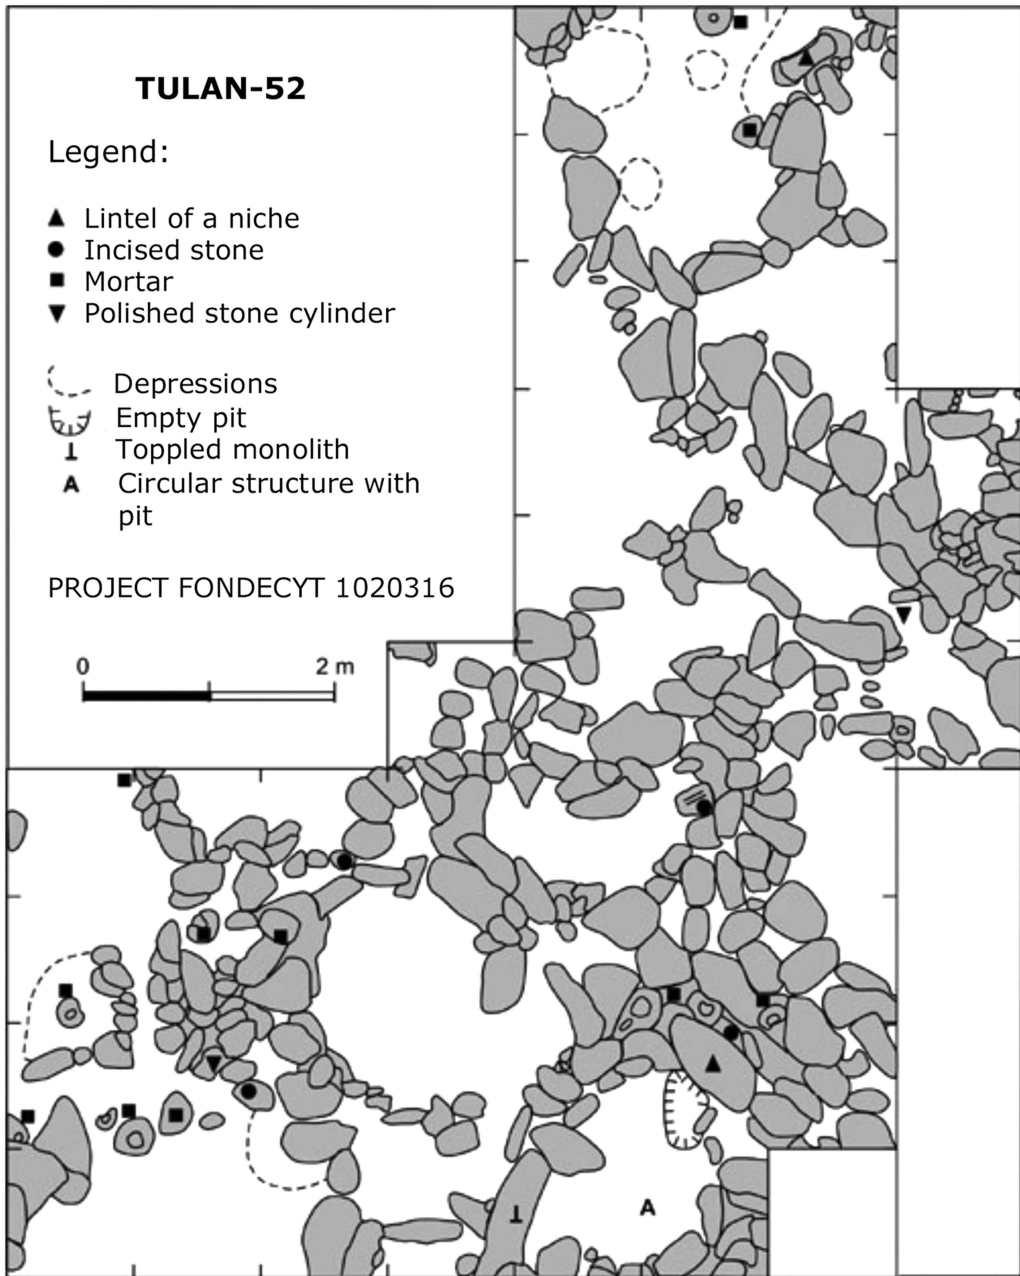 TULAN-52
Legend:
Lintel of a niche
Incised stone
Mortar
Polished stone cylinder
Depressions
Empty pit
Toppled monolith
A Circular structure with
pit
PROJECT FONDECYT 1020316
0 2 m
A